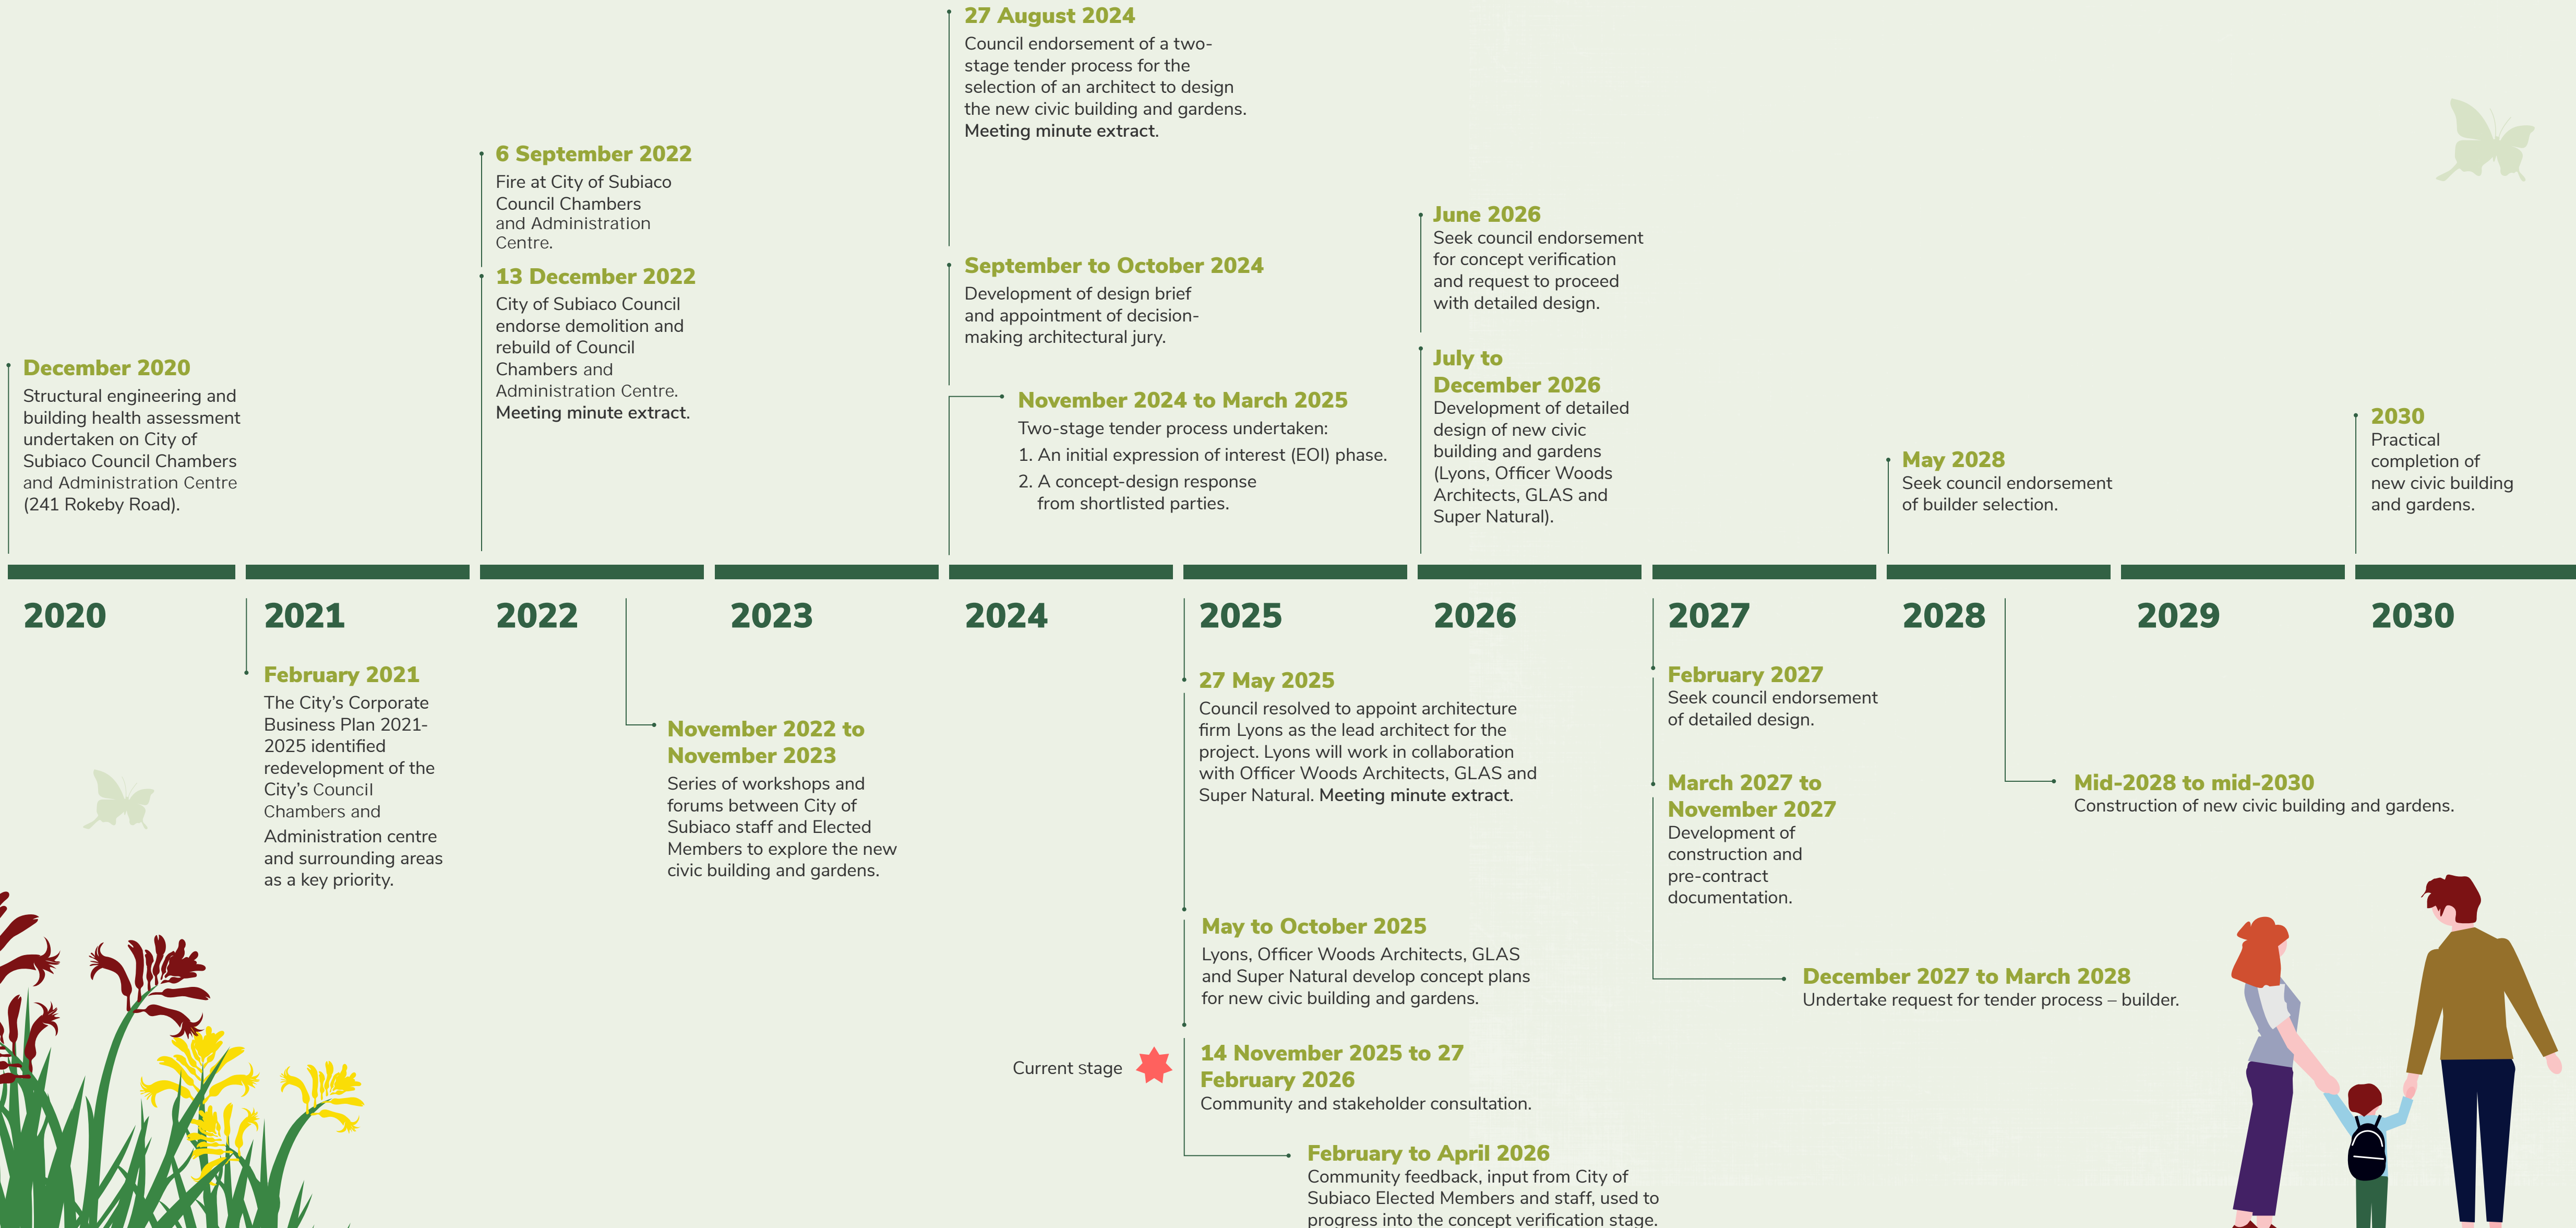 27 August 2024
Council endorsement of a two-
stage tender process for the
selection of an architect to design
the new civic building and gardens.
Meeting minute extract.
6 September 2022
Fire at City of Subiaco
Council Chambers
and Administration
Centre.
13 December 2022
City of Subiaco Council
endorse demolition and
rebuild of Council
Chambers and
Administration Centre.
Meeting minute extract.
September to October 2024
Development of design brief
and appointment of decision-
making architectural jury.
June 2026
Seek council endorsement
for concept verification
and request to proceed
with detailed design.
December 2020
Structural engineering and
building health assessment
undertaken on City of
Subiaco Council Chambers
and Administration Centre
(241 Rokeby Road).
November 2024 to March 2025
Two-stage tender process undertaken:
1. An initial expression of interest (EOI) phase.
2. A concept-design response
from shortlisted parties.
July to
December 2026
Development of detailed
design of new civic
building and gardens
(Lyons, Officer Woods
Architects, GLAS and
Super Natural).
May 2028
Seek council endorsement
of builder selection.
2030
Practical
completion of
new civic building
and gardens.
2020
2021
2022
2023
2024
2025
2026
2027
2028
2029
2030
February 2021
The City’s Corporate
Business Plan 2021-
2025 identified
redevelopment of the
City’s Council
Chambers and
Administration centre
and surrounding areas
as a key priority.
November 2022 to
November 2023
Series of workshops and
forums between City of
Subiaco staff and Elected
Members to explore the new
civic building and gardens.
27 May 2025
Council resolved to appoint architecture
firm Lyons as the lead architect for the
project. Lyons will work in collaboration
with Officer Woods Architects, GLAS and
Super Natural. Meeting minute extract.
May to October 2025
Lyons, Officer Woods Architects, GLAS
and Super Natural develop concept plans
for new civic building and gardens.
Current stage
14 November 2025 to 27
February 2026
Community and stakeholder consultation.
February to April 2026
Community feedback, input from City of
Subiaco Elected Members and staff, used to
progress into the concept verification stage.
February 2027
Seek council endorsement
of detailed design.
March 2027 to
November 2027
Development of
construction and
pre-contract
documentation.
December 2027 to March 2028
Undertake request for tender process – builder.
Mid-2028 to mid-2030
Construction of new civic building and gardens.